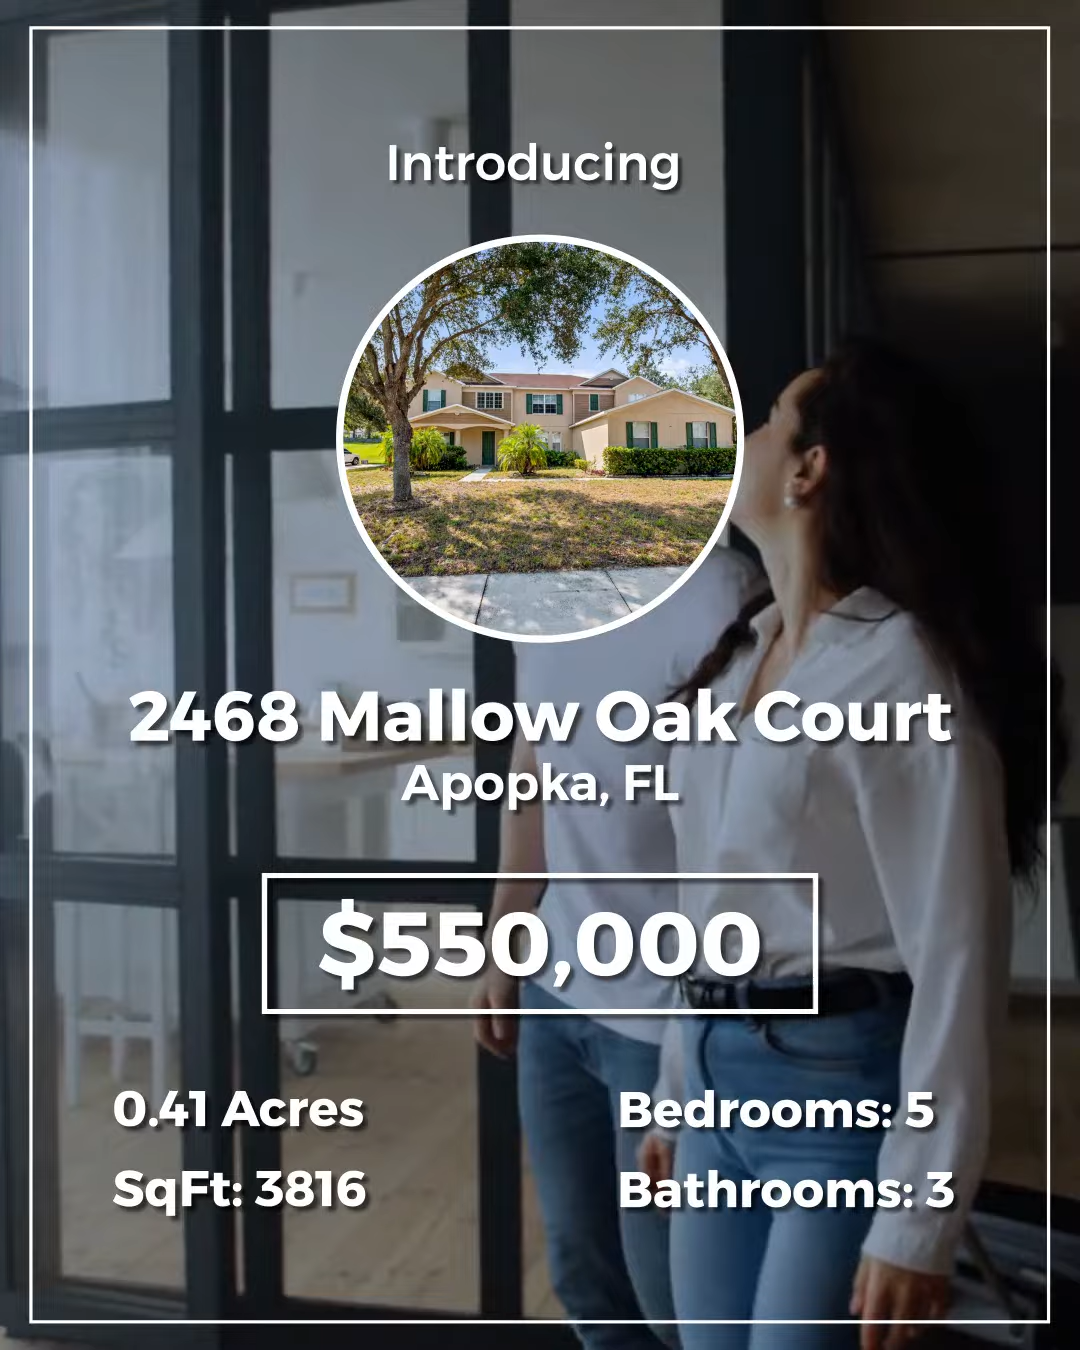 Introducing
2468 Mallow Oak Court
Apopka, FL
$550,000
0.41 Acres
Bedrooms: 5
SqFt: 3816
Bathrooms: 3